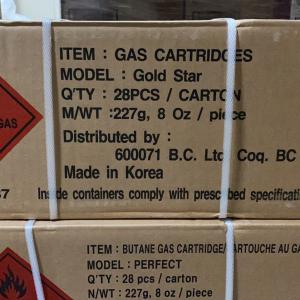 ITEM : GAS CARTRIDGES
MODEL : Gold Star
Q'TY : 28PCS / CARTON
M/WT : 227g, 8 Oz / piece
GAS
Distributed by :
600071 B.C. Ltd. Coq. BC
Made in Korea
Inside containers comply with prescribed specificati
ITEM : BUTANE GAS CARTRIDGE/CARTOUCHE AU GA
MODEL : PERFECT
Q'TY : 28 pcs / carton
N/WT : 227g, 8 oz / piece